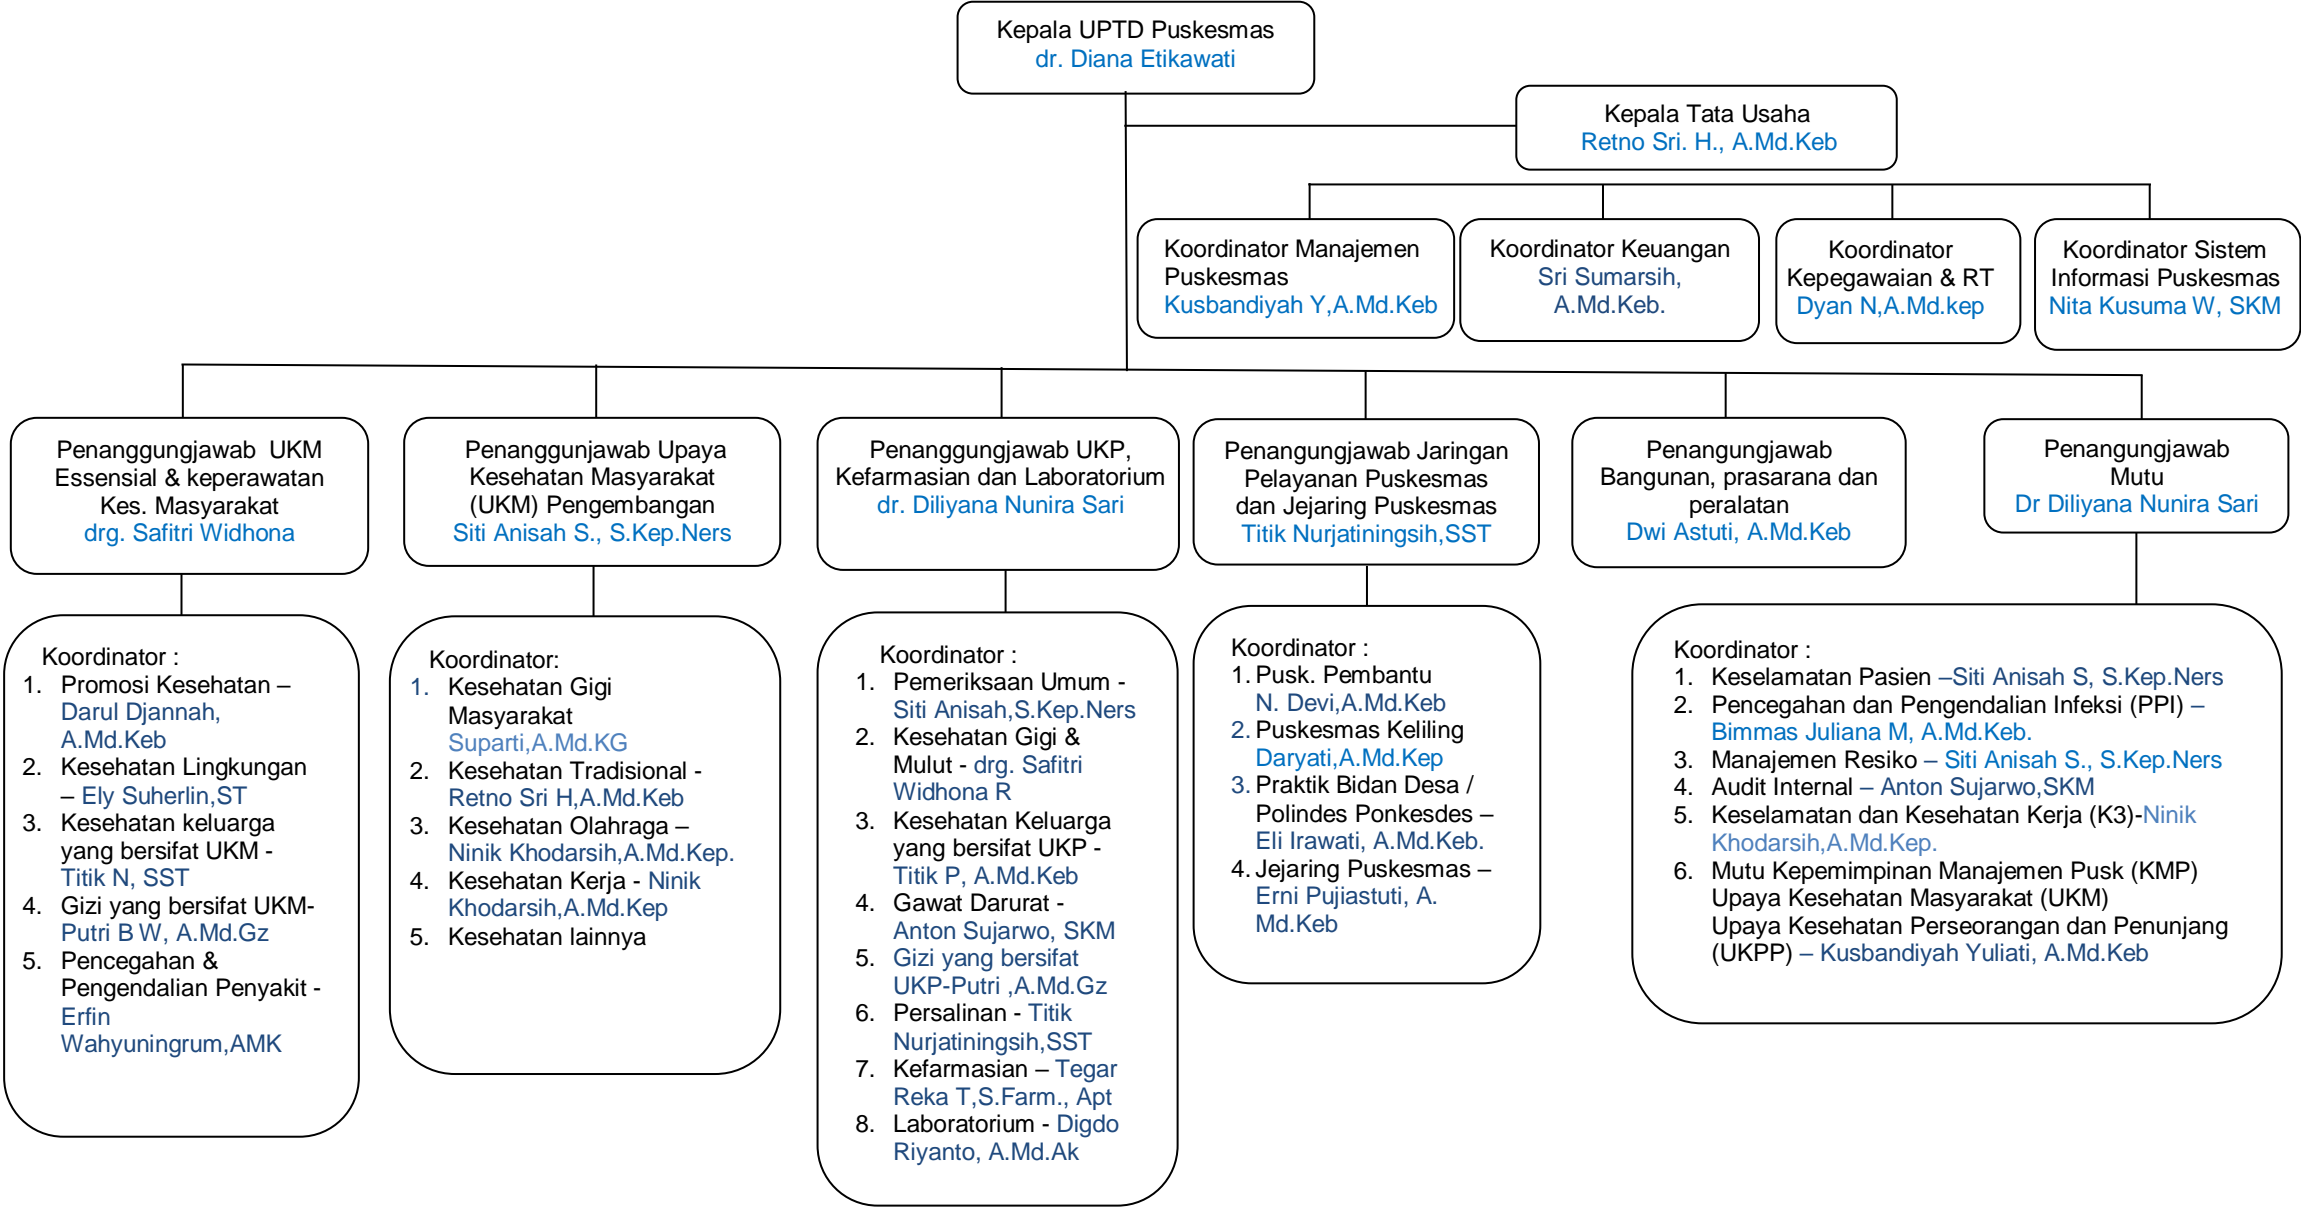 Kepala UPTD Puskesmas
dr. Diana Etikawati
Kepala Tata Usaha
Retno Sri. H., A.Md.Keb
Koordinator Manajemen
Puskesmas
Kusbandiyah Y,A.Md.Keb
Koordinator Keuangan
Sri Sumarsih,
A.Md.Keb.
Koordinator
Kepegawaian & RT
Dyan N,A.Md.kep
Koordinator Sistem
Informasi Puskesmas
Nita Kusuma W, SKM
Penanggungjawab  UKM
Essensial & keperawatan
Kes. Masyarakat
drg. Safitri Widhona
Penanggunjawab Upaya
Kesehatan Masyarakat
(UKM) Pengembangan
Siti Anisah S., S.Kep.Ners
Penanggungjawab UKP,
Kefarmasian dan Laboratorium
dr. Diliyana Nunira Sari
Penangungjawab Jaringan
Pelayanan Puskesmas
dan Jejaring Puskesmas
Titik Nurjatiningsih,SST
Penangungjawab
Bangunan, prasarana dan
peralatan
Dwi Astuti, A.Md.Keb
Penangungjawab
Mutu
Dr Diliyana Nunira Sari
Koordinator :
1. Promosi Kesehatan –
Darul Djannah,
A.Md.Keb
2. Kesehatan Lingkungan
– Ely Suherlin,ST
3. Kesehatan keluarga
yang bersifat UKM -
Titik N, SST
4. Gizi yang bersifat UKM-
Putri B W, A.Md.Gz
5. Pencegahan &
Pengendalian Penyakit -
Erfin
Wahyuningrum,AMK
Koordinator:
1. Kesehatan Gigi
Masyarakat
Suparti,A.Md.KG
2. Kesehatan Tradisional -
Retno Sri H,A.Md.Keb
3. Kesehatan Olahraga –
Ninik Khodarsih,A.Md.Kep.
4. Kesehatan Kerja - Ninik
Khodarsih,A.Md.Kep
5. Kesehatan lainnya
Koordinator :
1. Pemeriksaan Umum -
Siti Anisah,S.Kep.Ners
2. Kesehatan Gigi &
Mulut - drg. Safitri
Widhona R
3. Kesehatan Keluarga
yang bersifat UKP -
Titik P, A.Md.Keb
4. Gawat Darurat -
Anton Sujarwo, SKM
5. Gizi yang bersifat
UKP-Putri ,A.Md.Gz
6. Persalinan - Titik
Nurjatiningsih,SST
7. Kefarmasian – Tegar
Reka T,S.Farm., Apt
8. Laboratorium - Digdo
Riyanto, A.Md.Ak
Koordinator :
1. Pusk. Pembantu
N. Devi,A.Md.Keb
2. Puskesmas Keliling
Daryati,A.Md.Kep
3. Praktik Bidan Desa /
Polindes Ponkesdes –
Eli Irawati, A.Md.Keb.
4. Jejaring Puskesmas –
Erni Pujiastuti, A.
Md.Keb
Koordinator :
1. Keselamatan Pasien –Siti Anisah S, S.Kep.Ners
2. Pencegahan dan Pengendalian Infeksi (PPI) –
Bimmas Juliana M, A.Md.Keb.
3. Manajemen Resiko – Siti Anisah S., S.Kep.Ners
4. Audit Internal – Anton Sujarwo,SKM
5. Keselamatan dan Kesehatan Kerja (K3)-Ninik
Khodarsih,A.Md.Kep.
6. Mutu Kepemimpinan Manajemen Pusk (KMP)
Upaya Kesehatan Masyarakat (UKM)
Upaya Kesehatan Perseorangan dan Penunjang
(UKPP) – Kusbandiyah Yuliati, A.Md.Keb